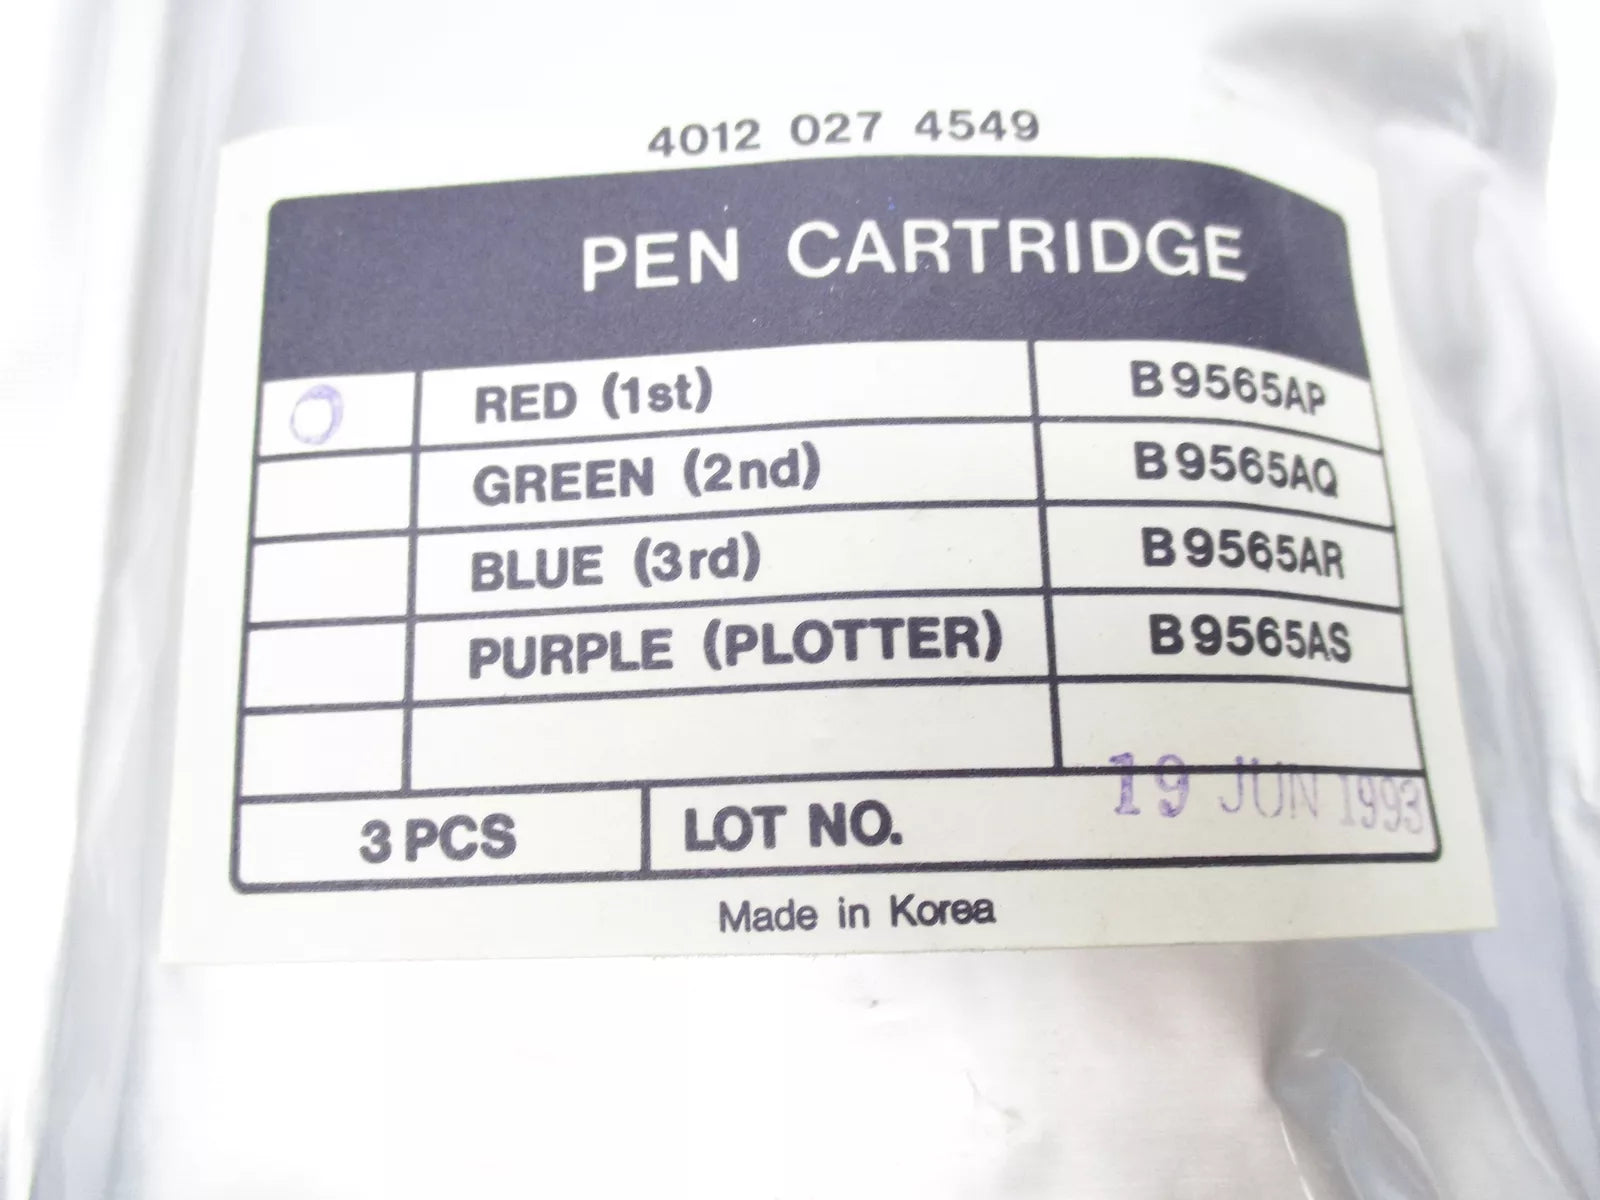 4012 027 4549
PEN CARTRIDGE
RED (1st) B9565AP
GREEN (2nd) B9565AQ
BLUE (3rd) B9565AR
PURPLE (PLOTTER) B9565AS
3 PCS LOT NO. 19 JUN 1993
Made in Korea